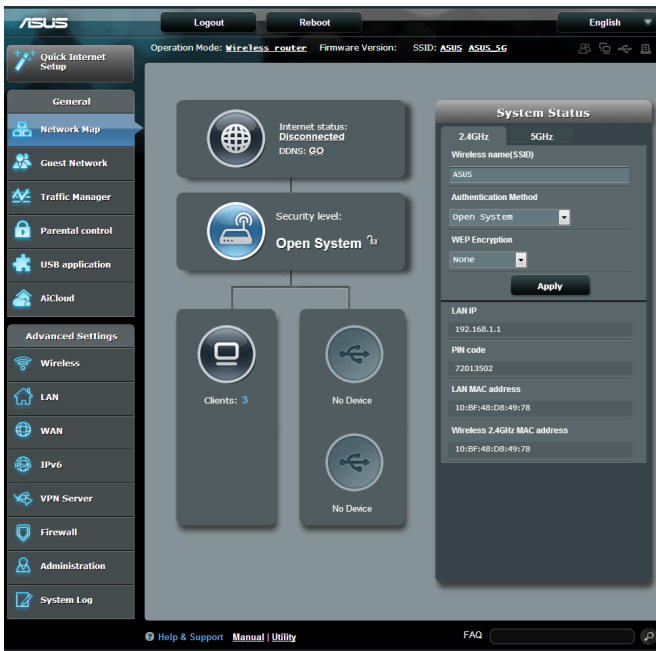 ASUS
Logout
Reboot
English
Quick Internet
Setup
Operation Mode: Wireless router Firmware Version: SSID: ASUS ASUS_5G
General
Network Map
Guest Network
Traffic Manager
Parental control
USB application
AiCloud
Advanced Settings
Wireless
LAN
WAN
IPv6
VPN Server
Firewall
Administration
System Log
Internet status:
Disconnected
DDNS: GO
Security level:
Open System
Clients: 3
No Device
No Device
System Status
2.4GHz
5GHz
Wireless name(SSID)
ASUS
Authentication Method
Open System
WEP Encryption
None
Apply
LAN IP
192.168.1.1
PIN code
72013502
LAN MAC address
10:BF:48:D8:49:78
Wireless 2.4GHz MAC address
10:BF:48:D8:49:78
Help & Support Manual | Utility
FAQ